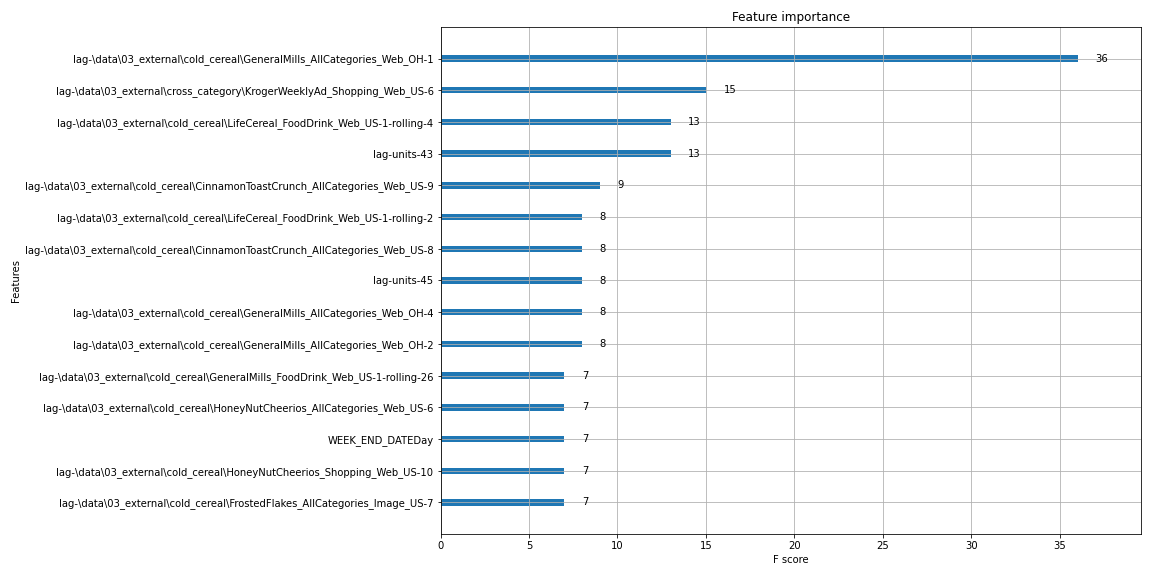 Feature importance
lag-\data\03_external\cold_cereal\GeneralMills_AllCategories_Web_OH-1
36
lag-\data\03_external\cross_category\KrogerWeeklyAd_Shopping_Web_US-6
15
lag-\data\03_external\cold_cereal\LifeCereal_FoodDrink_Web_US-1-rolling-4
13
lag-units-43
13
lag-\data\03_external\cold_cereal\CinnamonToastCrunch_AllCategories_Web_US-9
9
lag-\data\03_external\cold_cereal\LifeCereal_FoodDrink_Web_US-1-rolling-2
8
lag-\data\03_external\cold_cereal\CinnamonToastCrunch_AllCategories_Web_US-8
8
lag-units-45
8
lag-\data\03_external\cold_cereal\GeneralMills_AllCategories_Web_OH-4
8
lag-\data\03_external\cold_cereal\GeneralMills_AllCategories_Web_OH-2
8
lag-\data\03_external\cold_cereal\GeneralMills_FoodDrink_Web_US-1-rolling-26
7
lag-\data\03_external\cold_cereal\HoneyNutCheerios_AllCategories_Web_US-6
7
WEEK_END_DATEDay
7
lag-\data\03_external\cold_cereal\HoneyNutCheerios_Shopping_Web_US-10
7
lag-\data\03_external\cold_cereal\FrostedFlakes_AllCategories_Image_US-7
7
Features
0 5 10 15 20 25 30 35
F score